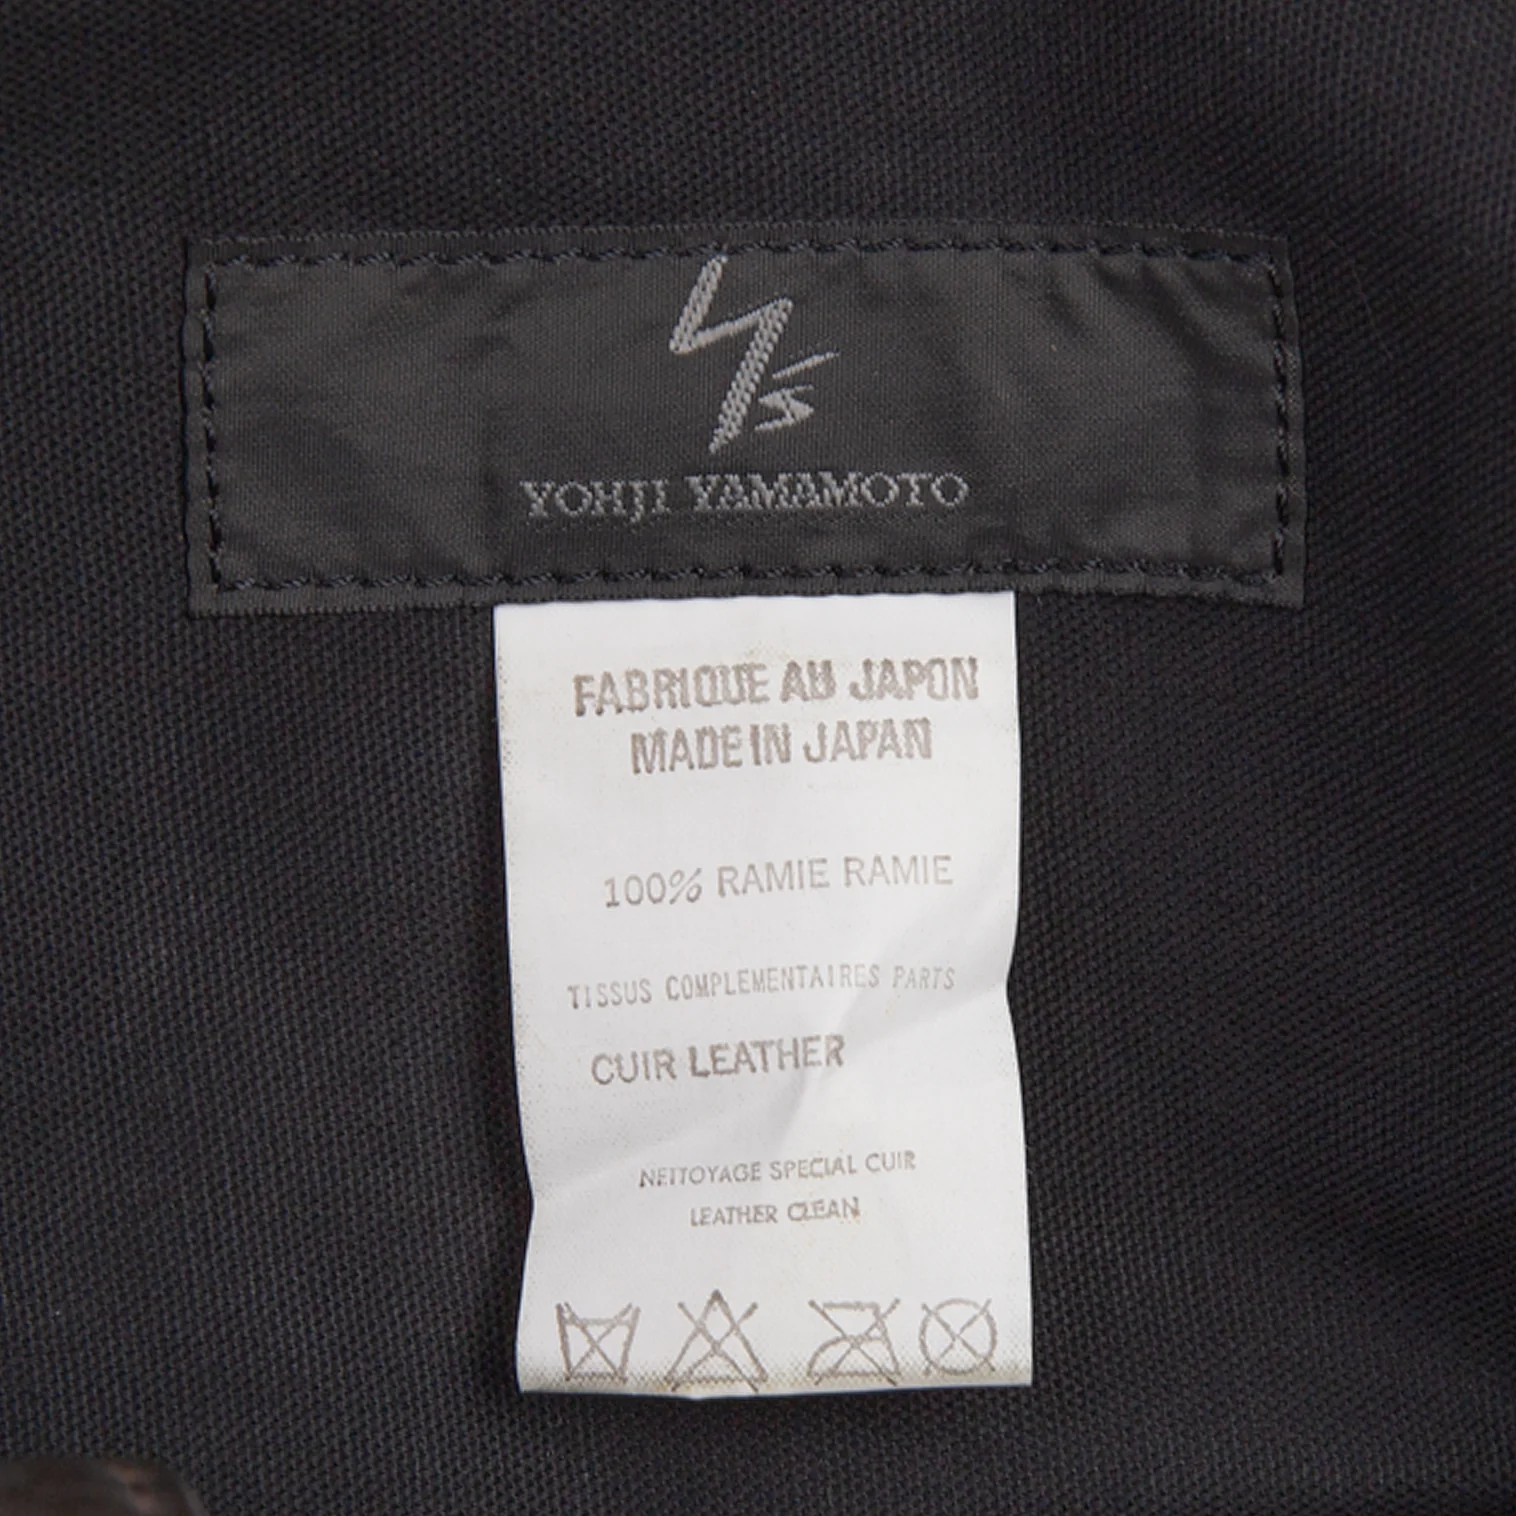 Y's
YOHJI YAMAMOTO
FABRIQUE AU JAPON
MADE IN JAPAN
100% RAMIE RAMIE
TISSUS COMPLEMENTAIRES PARTS
CUIR LEATHER
NETTOYAGE SPECIAL CUIR
LEATHER CLEAN